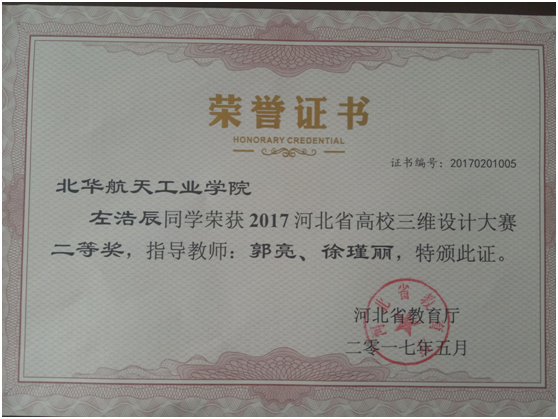 荣誉证书
HONORARY CREDENTIAL
证书编号：20170201005
北华航天工业学院
左浩辰同学荣获2017河北省高校三维设计大赛
二等奖，指导教师：郭亮、徐瑾丽，特颁此证。
河北省教育厅
二零一七年五月